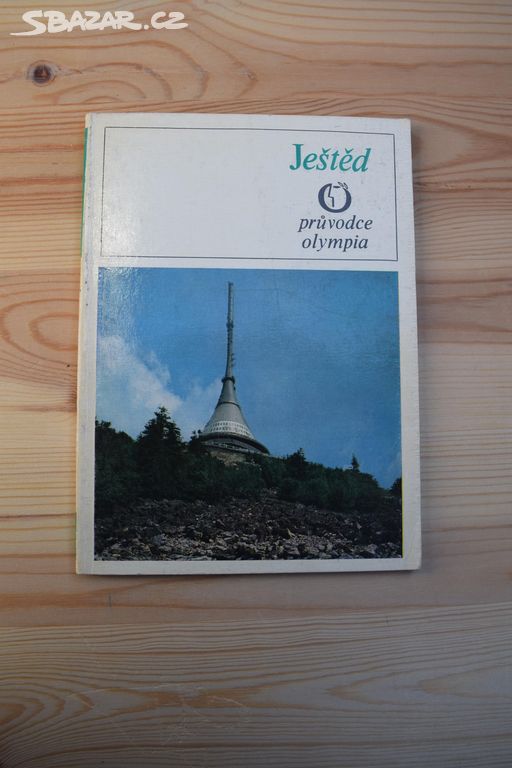 SBAZAR.CZ
Ještěd
průvodce
olympia